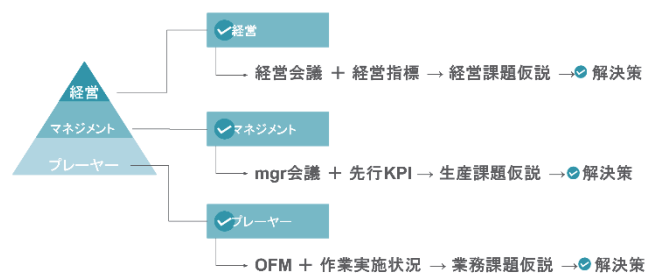 経営
経営
経営会議 ＋ 経営指標 → 経営課題仮説 → 解決策
マネジメント
マネジメント
mgr会議 ＋ 先行KPI → 生産課題仮説 → 解決策
プレーヤー
プレーヤー
OFM ＋ 作業実施状況 → 業務課題仮説 → 解決策